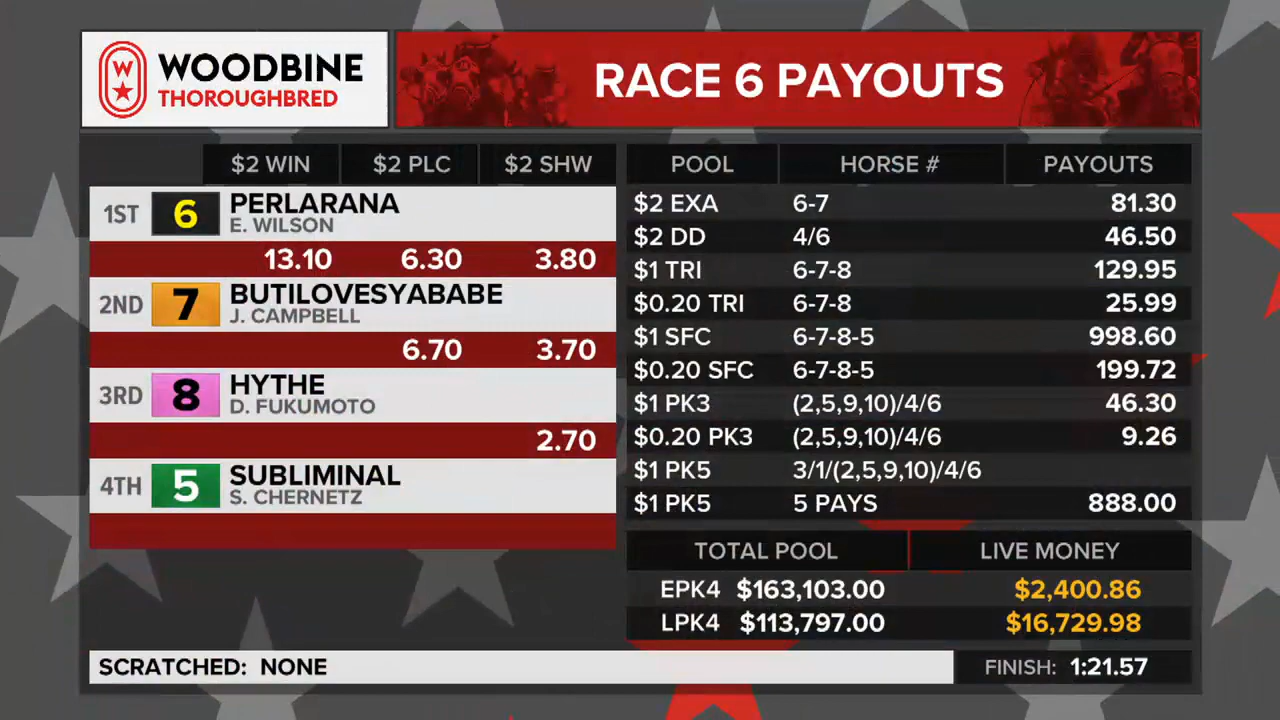 W
WOODBINE
THOROUGHBRED
RACE 6 PAYOUTS
$2 WIN $2 PLC $2 SHW
1ST 6 PERLARANA
E. WILSON
13.10 6.30 3.80
2ND 7 BUTILOVESYABABE
J. CAMPBELL
6.70 3.70
3RD 8 HYTHE
D. FUKUMOTO
2.70
4TH 5 SUBLIMINAL
S. CHERNETZ
POOL HORSE # PAYOUTS
$2 EXA 6-7 81.30
$2 DD 4/6 46.50
$1 TRI 6-7-8 129.95
$0.20 TRI 6-7-8 25.99
$1 SFC 6-7-8-5 998.60
$0.20 SFC 6-7-8-5 199.72
$1 PK3 (2,5,9,10)/4/6 46.30
$0.20 PK3 (2,5,9,10)/4/6 9.26
$1 PK5 3/1/(2,5,9,10)/4/6
$1 PK5 5 PAYS 888.00
TOTAL POOL LIVE MONEY
EPK4 $163,103.00 $2,400.86
LPK4 $113,797.00 $16,729.98
SCRATCHED: NONE
FINISH: 1:21.57